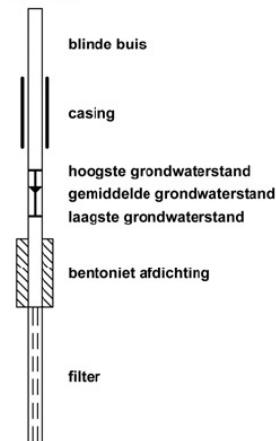 blinde buis
casing
hoogste grondwaterstand
gemiddelde grondwaterstand
laagste grondwaterstand
bentoniet afdichting
filter